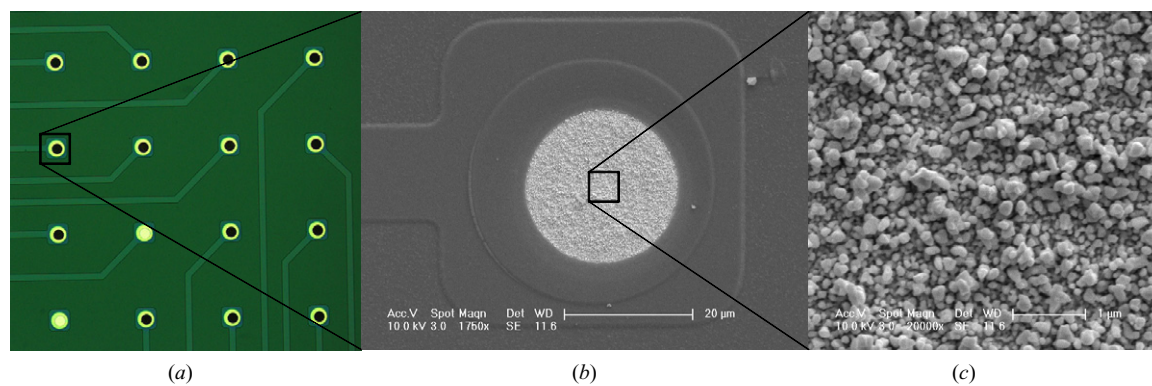 Acc.V Spot Magn Det WD
10.0 kV 3.0 1750x SE 11.6
20 µm
Acc.V Spot Magn Det WD
10.0 kV 3.0 20000x SE 11.6
1 µm
(a) (b) (c)